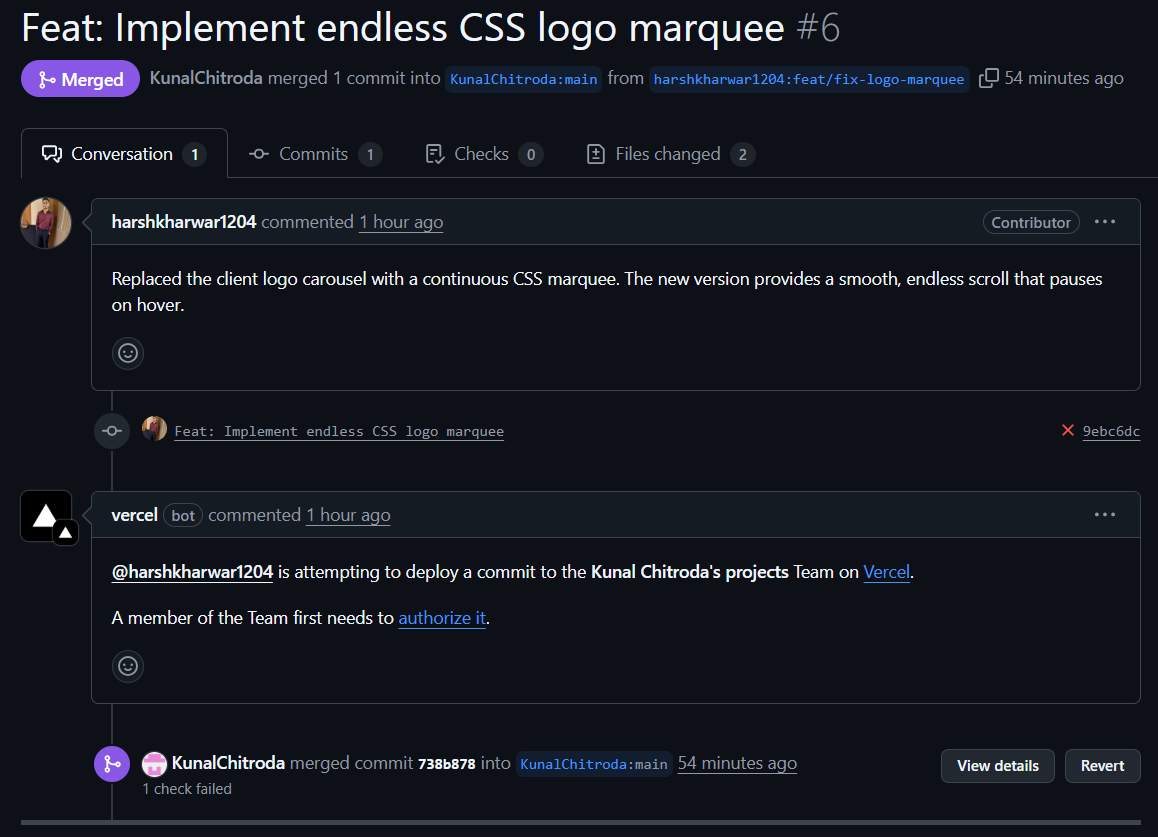 Feat: Implement endless CSS logo marquee #6
Merged KunalChitroda merged 1 commit into KunalChitroda:main from harshkharwar1204:feat/fix-logo-marquee 54 minutes ago
Conversation 1 Commits 1 Checks 0 Files changed 2
harshkharwar1204 commented 1 hour ago Contributor
Replaced the client logo carousel with a continuous CSS marquee. The new version provides a smooth, endless scroll that pauses
on hover.
Feat: Implement endless CSS logo marquee 9ebc6dc
vercel bot commented 1 hour ago
@harshkharwar1204 is attempting to deploy a commit to the Kunal Chitroda's projects Team on Vercel.
A member of the Team first needs to authorize it.
KunalChitroda merged commit 738b878 into KunalChitroda:main 54 minutes ago View details Revert
1 check failed